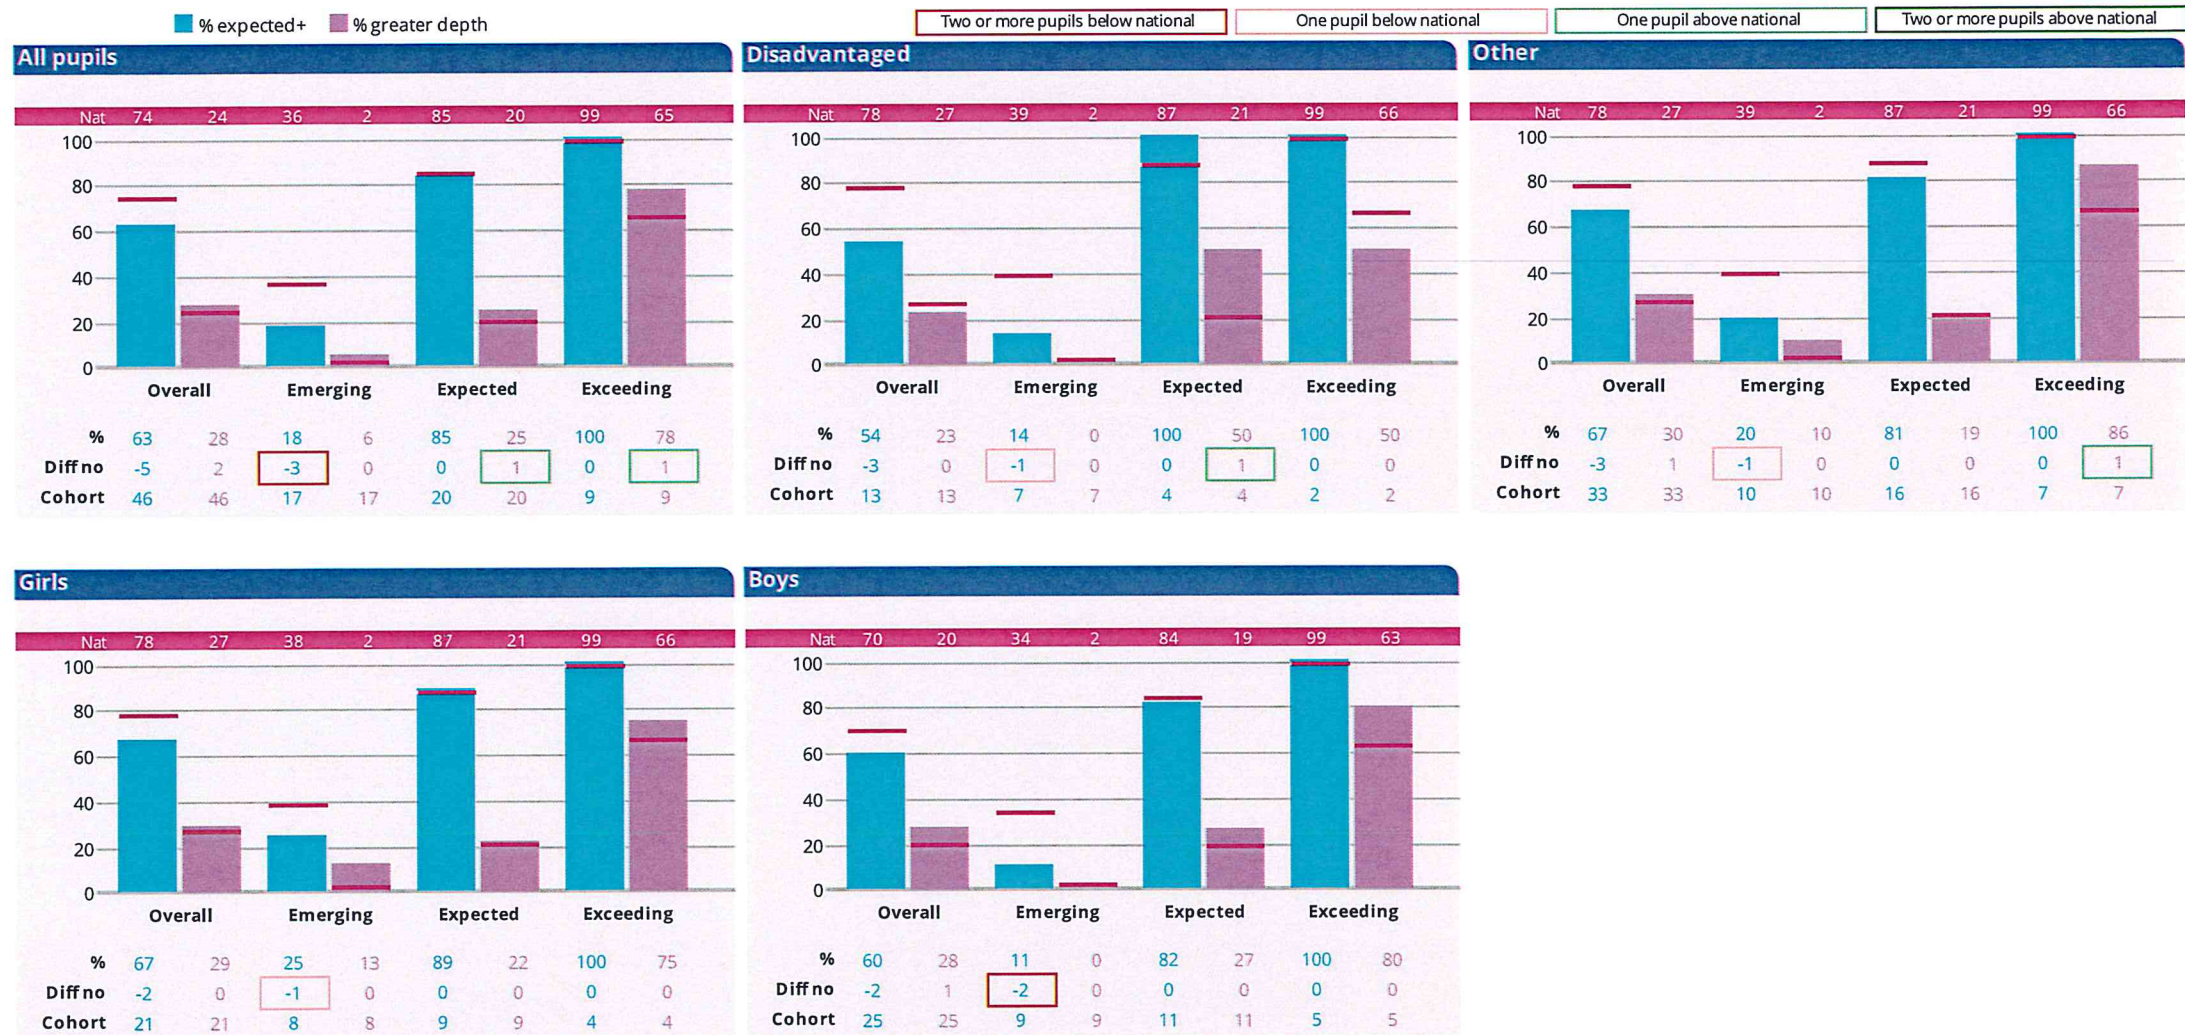 % expected+ % greater depth
Two or more pupils below national One pupil below national One pupil above national Two or more pupils above national
All pupils
Nat 74 24 36 2 85 20 99 65
100
80
60
40
20
0
Overall Emerging Expected Exceeding
% 63 28 18 6 85 25 100 78
Diff no -5 2 -3 0 0 1 0 1
Cohort 46 46 17 17 20 20 9 9
Disadvantaged
Nat 78 27 39 2 87 21 99 66
100
80
60
40
20
0
Overall Emerging Expected Exceeding
% 54 23 14 0 100 50 100 50
Diff no -3 0 -1 0 0 1 0 0
Cohort 13 13 7 7 4 4 2 2
Other
Nat 78 27 39 2 87 21 99 66
100
80
60
40
20
0
Overall Emerging Expected Exceeding
% 67 30 20 10 81 19 100 86
Diff no -3 1 -1 0 0 0 0 1
Cohort 33 33 10 10 16 16 7 7
Girls
Nat 78 27 38 2 87 21 99 66
100
80
60
40
20
0
Overall Emerging Expected Exceeding
% 67 29 25 13 89 22 100 75
Diff no -2 0 -1 0 0 0 0 0
Cohort 21 21 8 8 9 9 4 4
Boys
Nat 70 20 34 2 84 19 99 63
100
80
60
40
20
0
Overall Emerging Expected Exceeding
% 60 28 11 0 82 27 100 80
Diff no -2 1 -2 0 0 0 0 0
Cohort 25 25 9 9 11 11 5 5